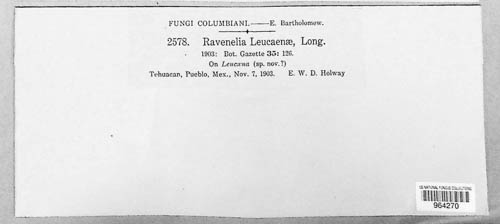 FUNGI COLUMBIANI.——E. Bartholomew.
2578. Ravenelia Leucaenæ, Long.
1903: Bot. Gazette 35: 126.
On Leucæna (sp. nov.?)
Tehuacan, Pueblo, Mex., Nov. 7, 1903. E. W. D. Holway
US NATIONAL FUNGUS COLLECTIONS
964270